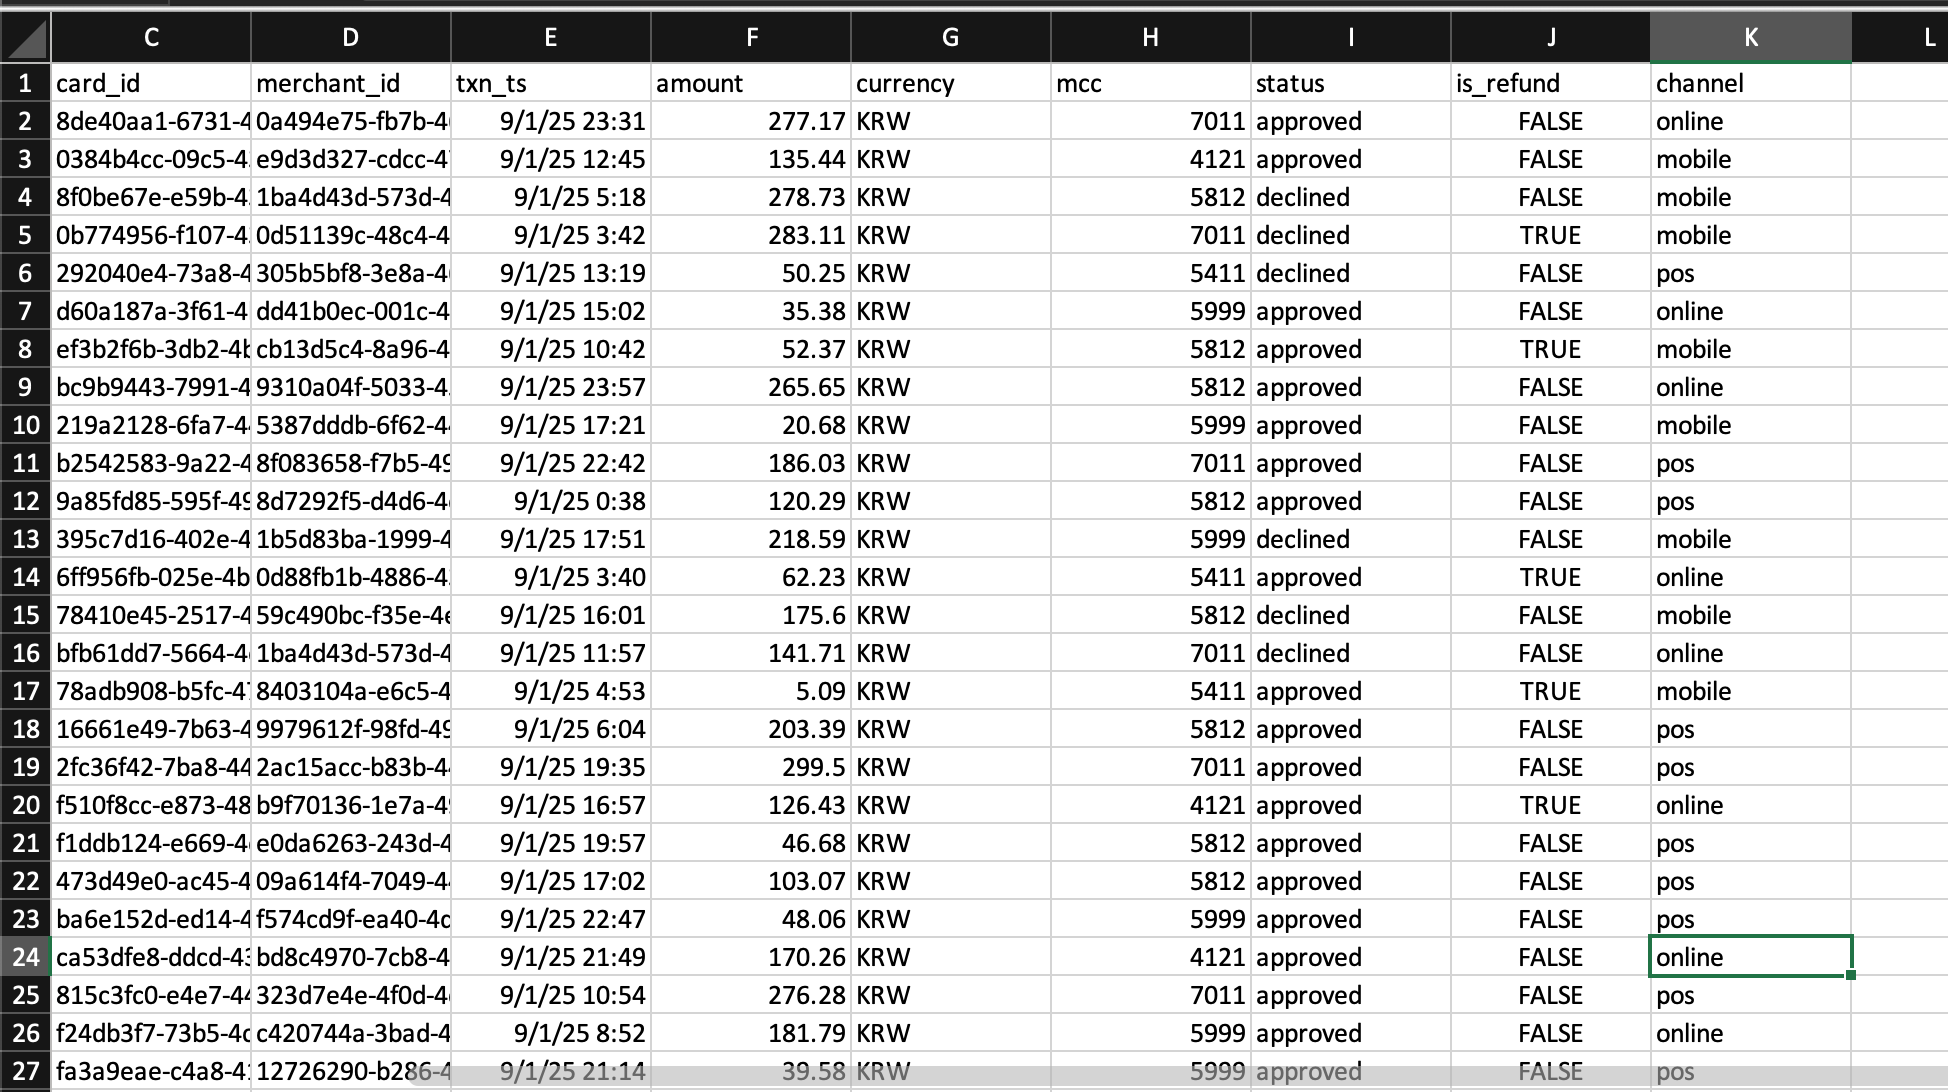 C D E F G H I J K L
1 card_id merchant_id txn_ts amount currency mcc status is_refund channel
2 8de40aa1-6731-4 0a494e75-fb7b-4 9/1/25 23:31 277.17 KRW 7011 approved FALSE online
3 0384b4cc-09c5-4 e9d3d327-cdcc-4 9/1/25 12:45 135.44 KRW 4121 approved FALSE mobile
4 8f0be67e-e59b-4 1ba4d43d-573d-4 9/1/25 5:18 278.73 KRW 5812 declined FALSE mobile
5 0b774956-f107-4 0d51139c-48c4-4 9/1/25 3:42 283.11 KRW 7011 declined TRUE mobile
6 292040e4-73a8-4 305b5bf8-3e8a-4 9/1/25 13:19 50.25 KRW 5411 declined FALSE pos
7 d60a187a-3f61-4 dd41b0ec-001c-4 9/1/25 15:02 35.38 KRW 5999 approved FALSE online
8 ef3b2f6b-3db2-4b cb13d5c4-8a96-4 9/1/25 10:42 52.37 KRW 5812 approved TRUE mobile
9 bc9b9443-7991-4 9310a04f-5033-4 9/1/25 23:57 265.65 KRW 5812 approved FALSE online
10 219a2128-6fa7-4 5387dddb-6f62-4 9/1/25 17:21 20.68 KRW 5999 approved FALSE mobile
11 b2542583-9a22-4 8f083658-f7b5-49 9/1/25 22:42 186.03 KRW 7011 approved FALSE pos
12 9a85fd85-595f-49 8d7292f5-d4d6-4 9/1/25 0:38 120.29 KRW 5812 approved FALSE pos
13 395c7d16-402e-4 1b5d83ba-1999-4 9/1/25 17:51 218.59 KRW 5999 declined FALSE mobile
14 6ff956fb-025e-4b 0d88fb1b-4886-4 9/1/25 3:40 62.23 KRW 5411 approved TRUE online
15 78410e45-2517-4 59c490bc-f35e-4e 9/1/25 16:01 175.6 KRW 5812 declined FALSE mobile
16 bfb61dd7-5664-4 1ba4d43d-573d-4 9/1/25 11:57 141.71 KRW 7011 declined FALSE online
17 78adb908-b5fc-4 8403104a-e6c5-4 9/1/25 4:53 5.09 KRW 5411 approved TRUE mobile
18 16661e49-7b63-4 9979612f-98fd-49 9/1/25 6:04 203.39 KRW 5812 approved FALSE pos
19 2fc36f42-7ba8-44 2ac15acc-b83b-4 9/1/25 19:35 299.5 KRW 7011 approved FALSE pos
20 f510f8cc-e873-48 b9f70136-1e7a-4 9/1/25 16:57 126.43 KRW 4121 approved TRUE online
21 f1ddb124-e669-4 e0da6263-243d-4 9/1/25 19:57 46.68 KRW 5812 approved FALSE pos
22 473d49e0-ac45-4 09a614f4-7049-4 9/1/25 17:02 103.07 KRW 5812 approved FALSE pos
23 ba6e152d-ed14-4 f574cd9f-ea40-4c 9/1/25 22:47 48.06 KRW 5999 approved FALSE pos
24 ca53dfe8-ddcd-43 bd8c4970-7cb8-4 9/1/25 21:49 170.26 KRW 4121 approved FALSE online
25 815c3fc0-e4e7-44 323d7e4e-4f0d-4 9/1/25 10:54 276.28 KRW 7011 approved FALSE pos
26 f24db3f7-73b5-4c c420744a-3bad-4 9/1/25 8:52 181.79 KRW 5999 approved FALSE online
27 fa3a9eae-c4a8-4 12726290-b286-4 9/1/25 21:14 39.58 KRW 5999 approved FALSE pos